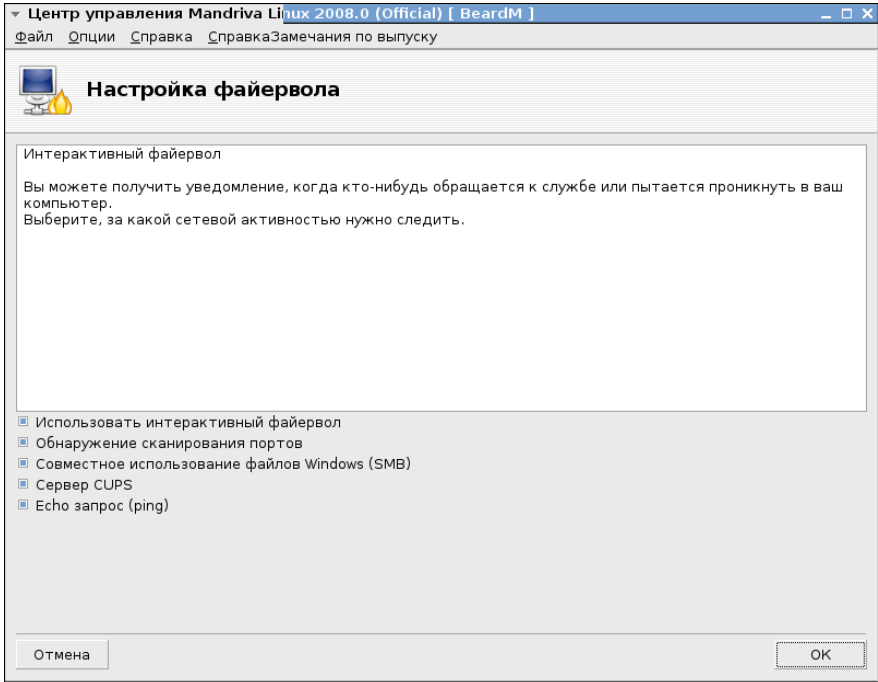 Центр управления Mandriva Linux 2008.0 (Official) [ BeardM ]
Файл Опции Справка СправкаЗамечания по выпуску
Настройка файервола
Интерактивный файервол
Вы можете получить уведомление, когда кто-нибудь обращается к службе или пытается проникнуть в ваш
компьютер.
Выберите, за какой сетевой активностью нужно следить.
Использовать интерактивный файервол
Обнаружение сканирования портов
Совместное использование файлов Windows (SMB)
Сервер CUPS
Echo запрос (ping)
Отмена OK